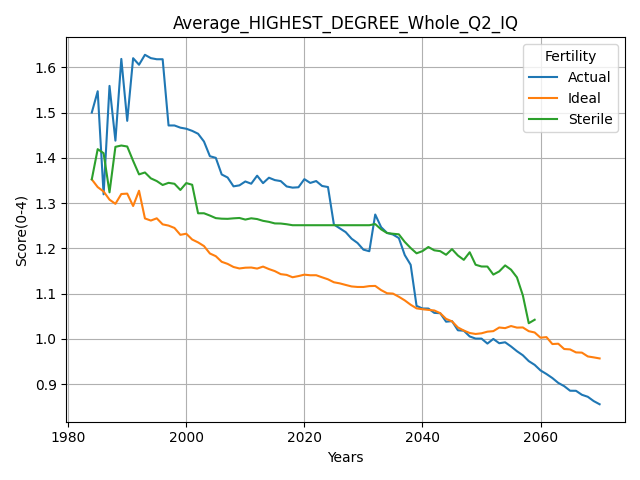 Average_HIGHEST_DEGREE_Whole_Q2_IQ
Fertility
Actual
Ideal
Sterile
Score(0-4)
1.6
1.5
1.4
1.3
1.2
1.1
1.0
0.9
1980
2000
2020
2040
2060
Years